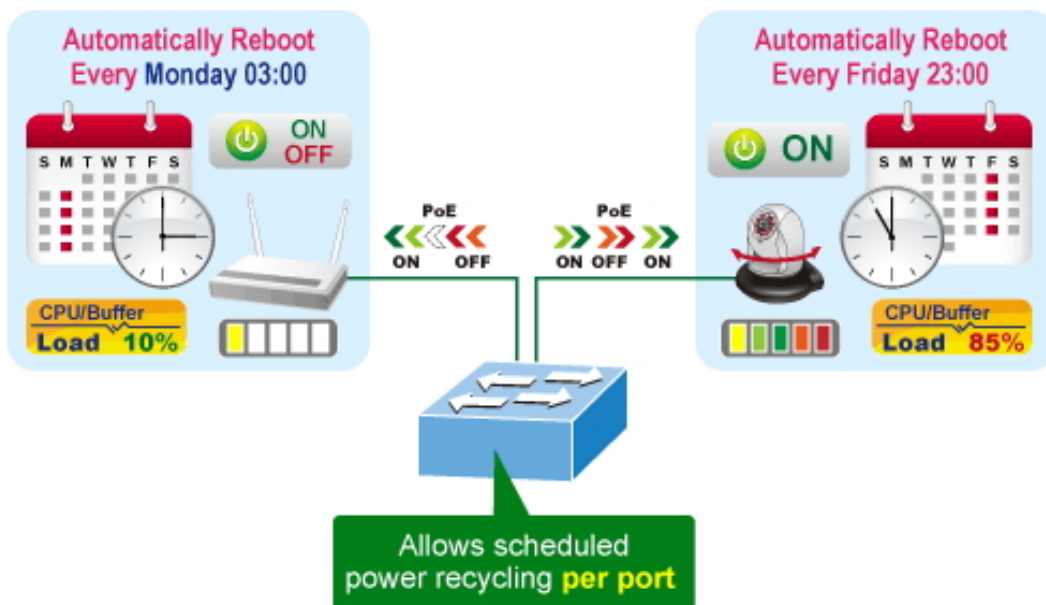 Automatically Reboot
Every Monday 03:00
S M T W T F S
ON
OFF
CPU/Buffer
Load 10%
PoE
ON OFF
PoE
ON OFF ON
Automatically Reboot
Every Friday 23:00
ON
S M T W T F S
CPU/Buffer
Load 85%
Allows scheduled
power recycling per port